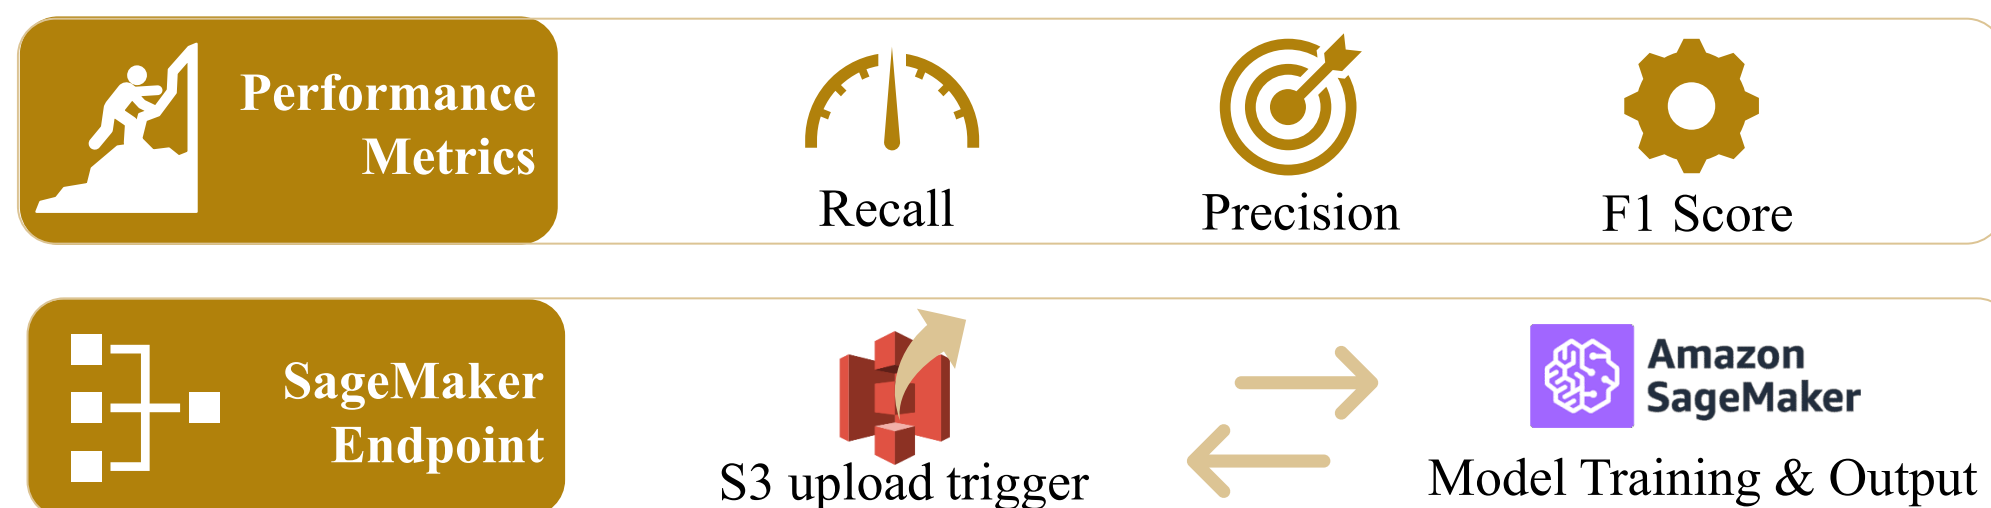 Performance
Metrics
Recall
Precision
F1 Score
SageMaker
Endpoint
S3 upload trigger
Amazon
SageMaker
Model Training & Output